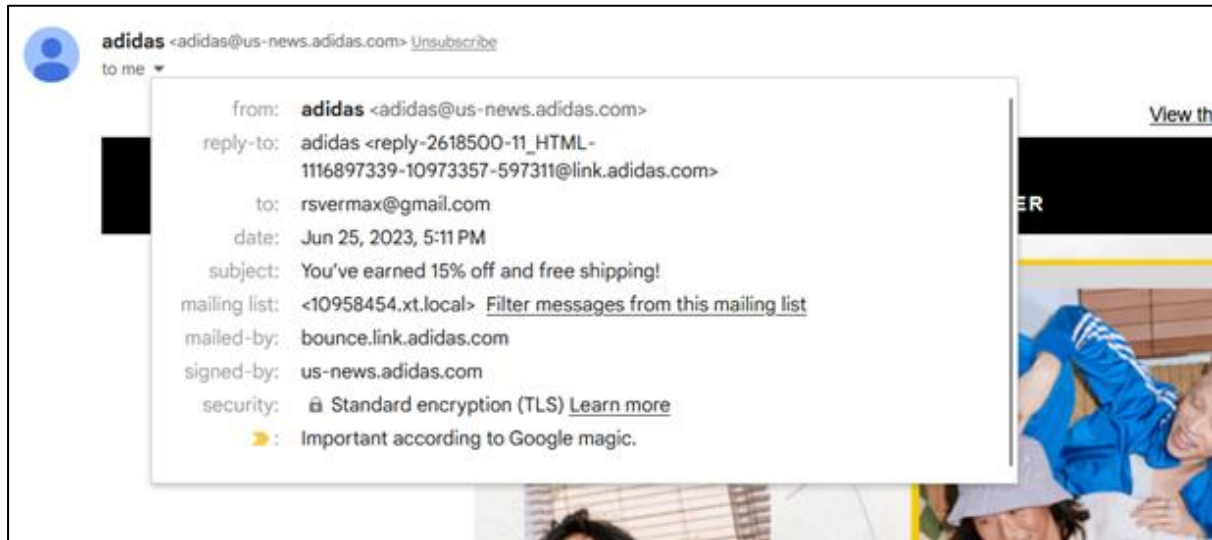 adidas <adidas@us-news.adidas.com> Unsubscribe
to me
View th
from: adidas <adidas@us-news.adidas.com>
reply-to: adidas <reply-2618500-11_HTML-
1116897339-10973357-597311@link.adidas.com>
to: rsvermax@gmail.com
ER
date: Jun 25, 2023, 5:11 PM
subject: You've earned 15% off and free shipping!
mailing list: <10958454.xt.local> Filter messages from this mailing list
mailed-by: bounce.link.adidas.com
signed-by: us-news.adidas.com
security: Standard encryption (TLS) Learn more
: Important according to Google magic.